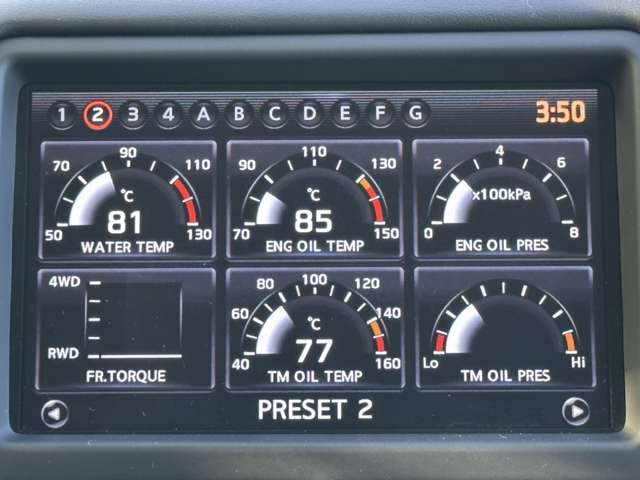 1 2 3 4 A B C D E F G 3:50
70 90 110
°C
81
50 130
WATER TEMP
90 110 130
°C
85
70 150
ENG OIL TEMP
2 4 6
x100kPa
0 8
ENG OIL PRES
4WD
RWD
FR.TORQUE
60 80 100 120 140
°C
77
40 160
TM OIL TEMP
Lo Hi
TM OIL PRES
PRESET 2